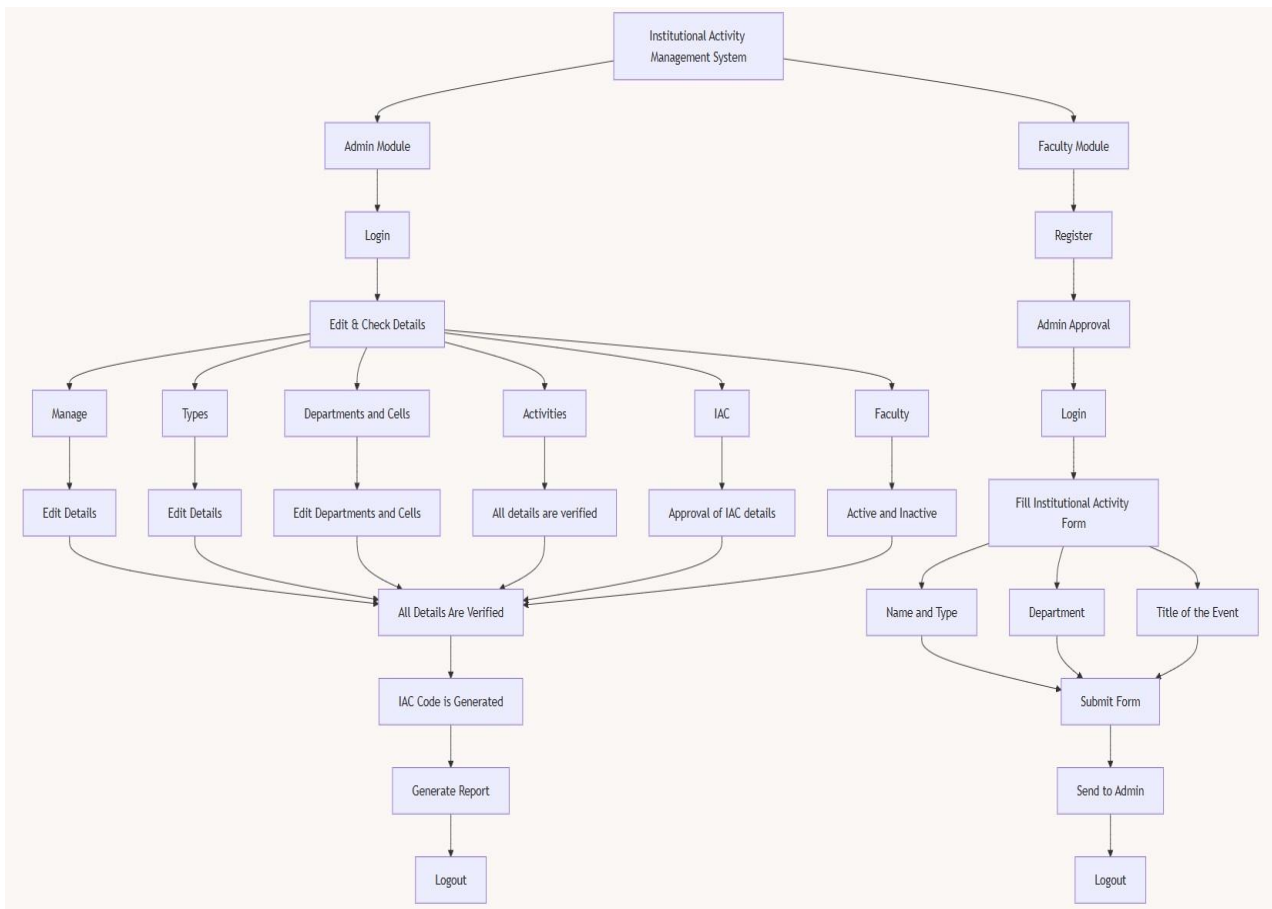 Institutional Activity
Management System
Admin Module
Faculty Module
Login
Register
Edit & Check Details
Admin Approval
Manage
Types
Departments and Cells
Activities
IAC
Faculty
Login
Edit Details
Edit Details
Edit Departments and Cells
All details are verified
Approval of IAC details
Active and Inactive
Fill Institutional Activity
Form
All Details Are Verified
Name and Type
Department
Title of the Event
IAC Code is Generated
Submit Form
Generate Report
Send to Admin
Logout
Logout